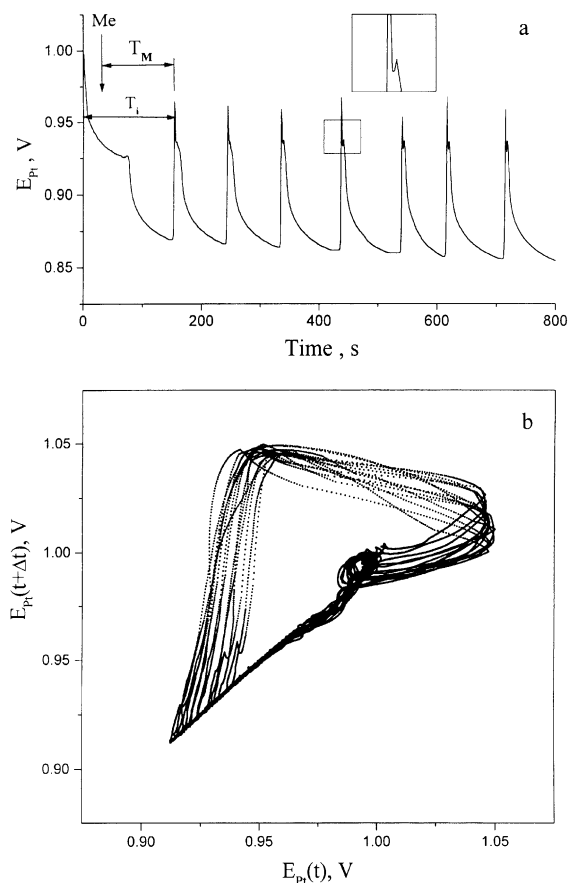 a
Me
T_M
T_i
1.00
0.95
0.90
0.85
E_Pt, V
0 200 400 600 800
Time , s
b
1.05
1.00
0.95
0.90
E_Pt(t+Δt), V
0.90 0.95 1.00 1.05
E_Pt(t), V